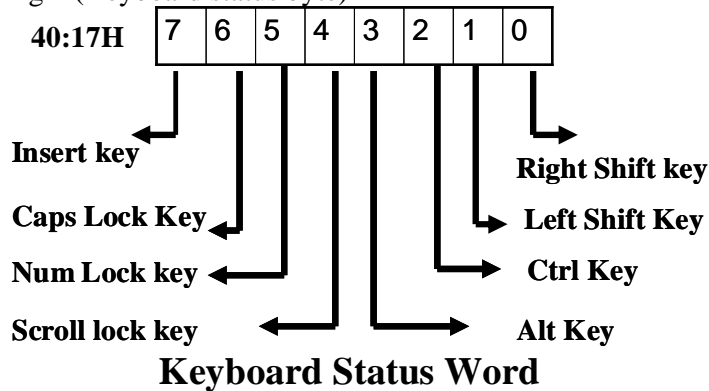 40:17H 7 6 5 4 3 2 1 0
Insert key
Right Shift key
Caps Lock Key
Left Shift Key
Num Lock key
Ctrl Key
Scroll lock key
Alt Key
Keyboard Status Word